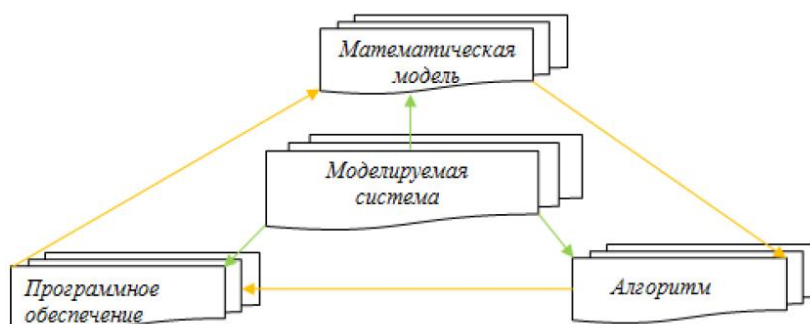 Математическая
модель
Моделируемая
система
Программное
обеспечение
Алгоритм